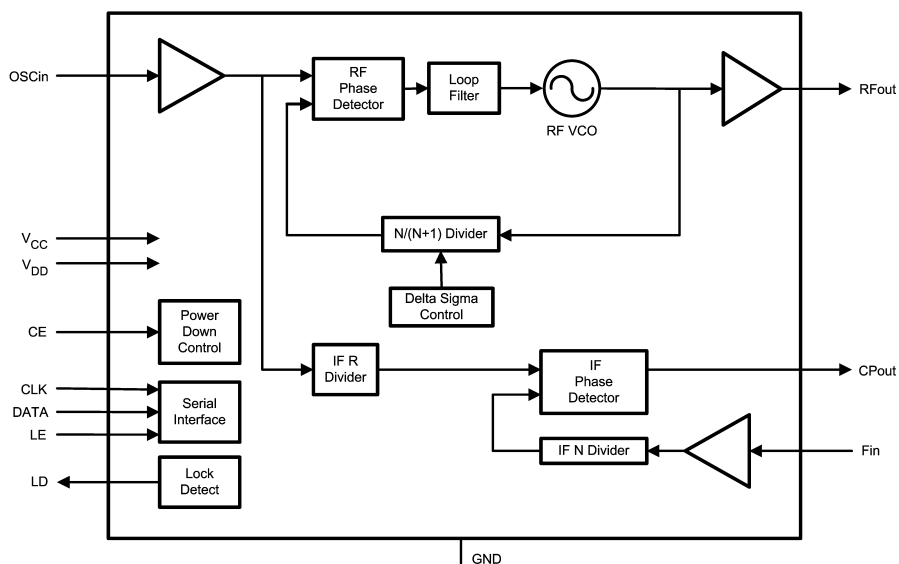 OSCin
RF
Phase
Detector
Loop
Filter
RF VCO
RFout
N/(N+1) Divider
Delta Sigma
Control
VCC
VDD
CE
Power
Down
Control
IF R
Divider
IF
Phase
Detector
CPout
CLK
DATA
LE
Serial
Interface
IF N Divider
Fin
LD
Lock
Detect
GND